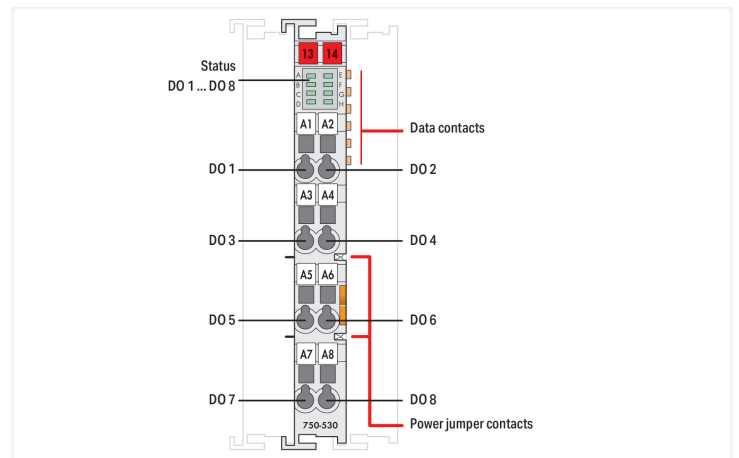 13 14
Status
DO 1 ... DO 8
A E
B F
C G
D H
A1 A2
Data contacts
DO 1 DO 2
A3 A4
DO 3 DO 4
A5 A6
DO 5 DO 6
A7 A8
DO 7 DO 8
750-530
Power jumper contacts